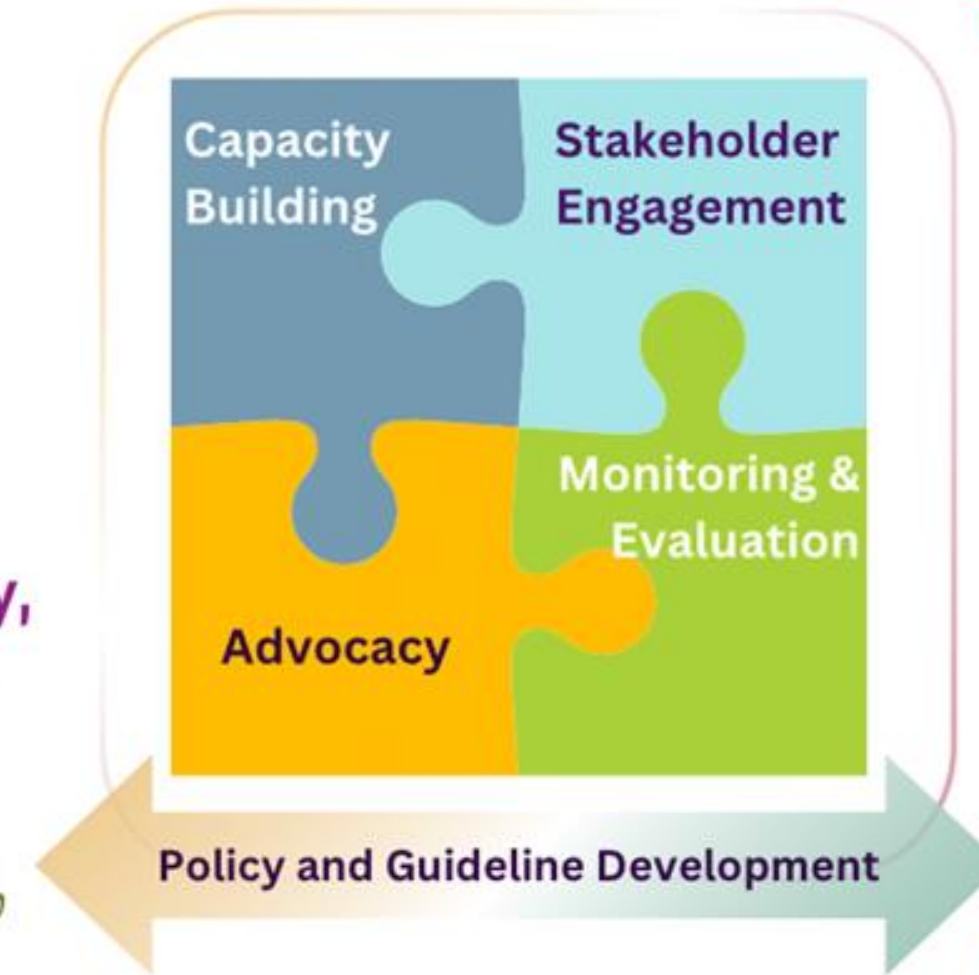 Capacity
Building
Stakeholder
Engagement
Monitoring &
Evaluation
y,
Advocacy
Policy and Guideline Development